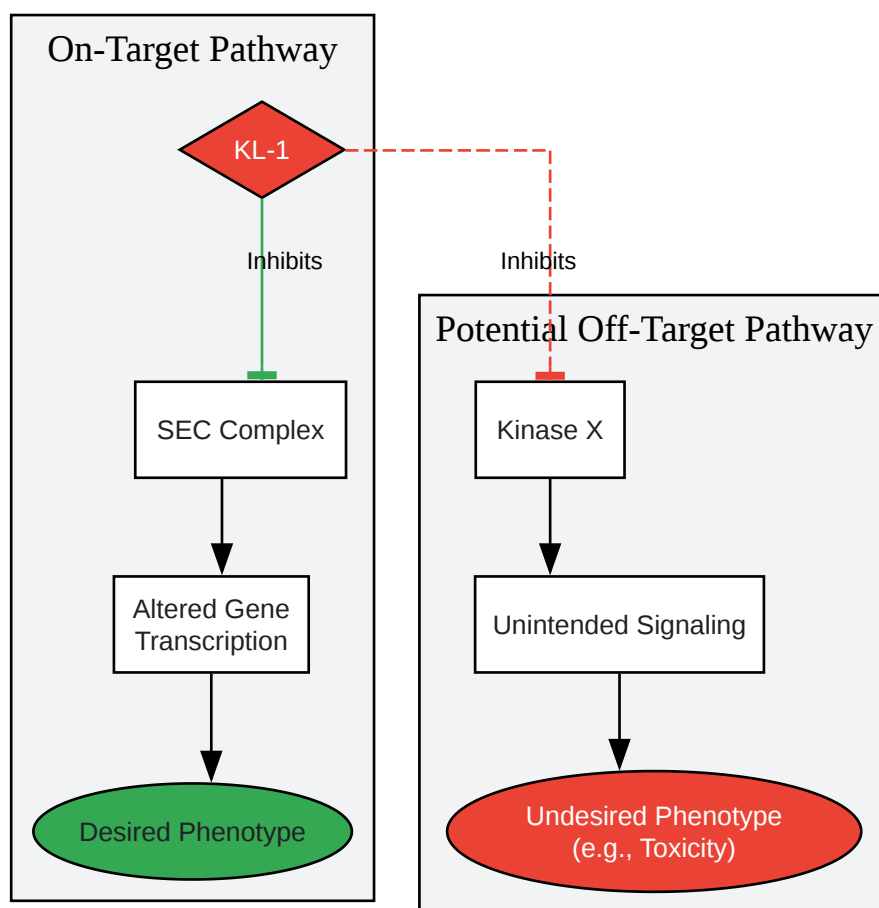 On-Target Pathway
KL-1
Inhibits
SEC Complex
Altered Gene
Transcription
Desired Phenotype
Inhibits
Potential Off-Target Pathway
Kinase X
Unintended Signaling
Undesired Phenotype
(e.g., Toxicity)